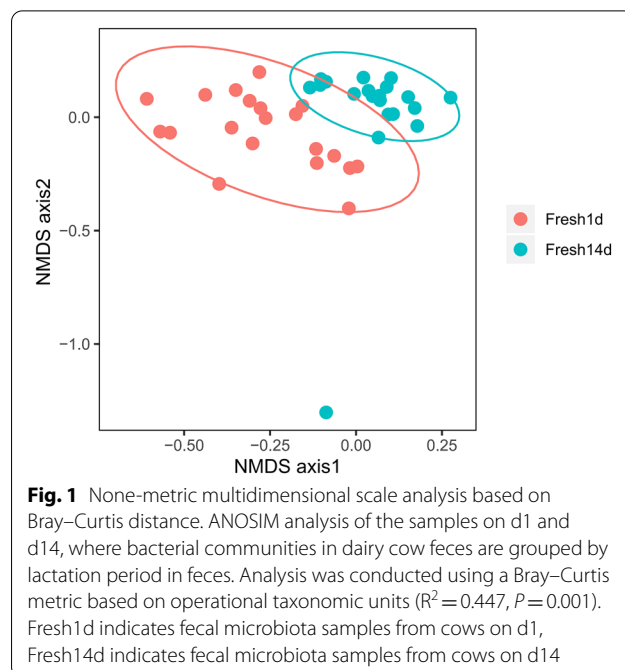 0.0
−0.5
−1.0
NMDS axis2
−0.50
−0.25
0.00
0.25
NMDS axis1
Fresh1d
Fresh14d
Fig. 1 None-metric multidimensional scale analysis based on
Bray–Curtis distance. ANOSIM analysis of the samples on d1 and
d14, where bacterial communities in dairy cow feces are grouped by
lactation period in feces. Analysis was conducted using a Bray–Curtis
metric based on operational taxonomic units (R² = 0.447, P = 0.001).
Fresh1d indicates fecal microbiota samples from cows on d1,
Fresh14d indicates fecal microbiota samples from cows on d14